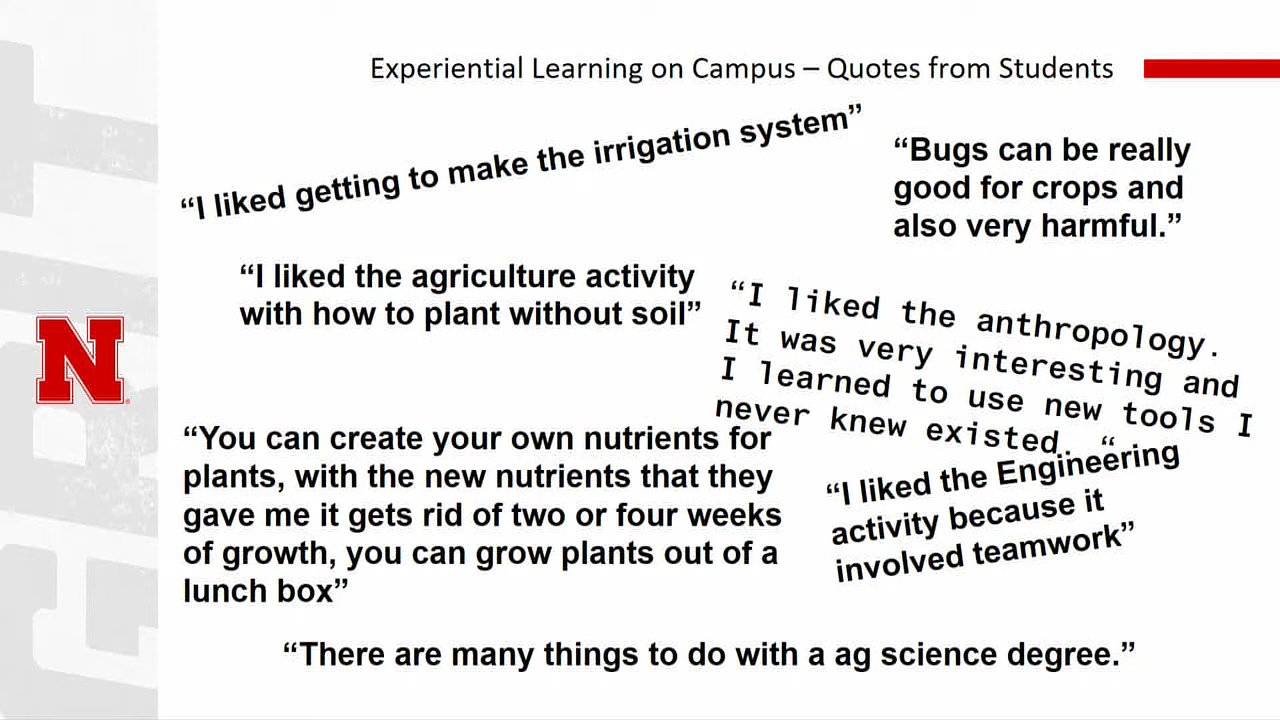 Experiential Learning on Campus – Quotes from Students
“I liked getting to make the irrigation system”
“Bugs can be really
good for crops and
also very harmful.”
“I liked the agriculture activity
with how to plant without soil”
“I liked the anthropology.
It was very interesting and
I learned to use new tools I
never knew existed. “
“You can create your own nutrients for
plants, with the new nutrients that they
gave me it gets rid of two or four weeks
of growth, you can grow plants out of a
lunch box”
“I liked the Engineering
activity because it
involved teamwork”
“There are many things to do with a ag science degree.”
N